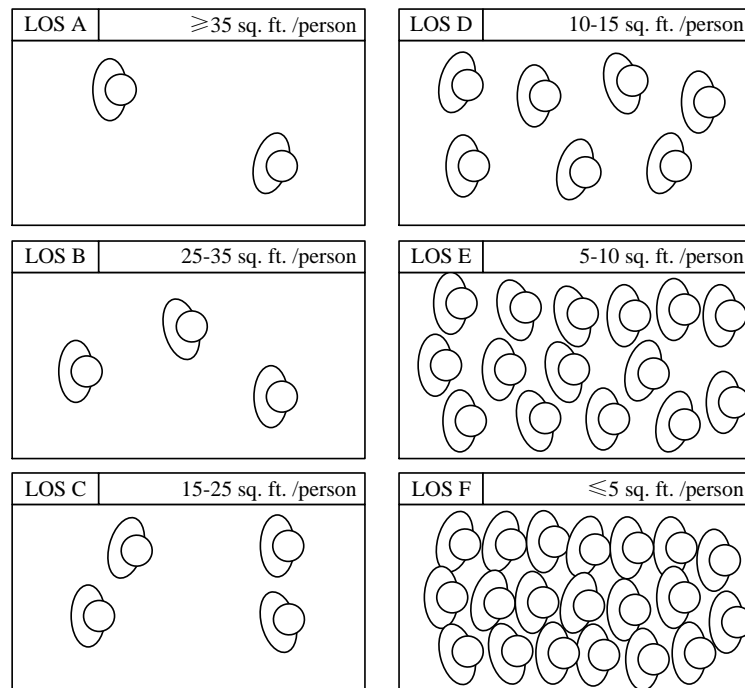 LOS A ≥35 sq. ft. /person
LOS D 10-15 sq. ft. /person
LOS B 25-35 sq. ft. /person
LOS E 5-10 sq. ft. /person
LOS C 15-25 sq. ft. /person
LOS F ≤5 sq. ft. /person